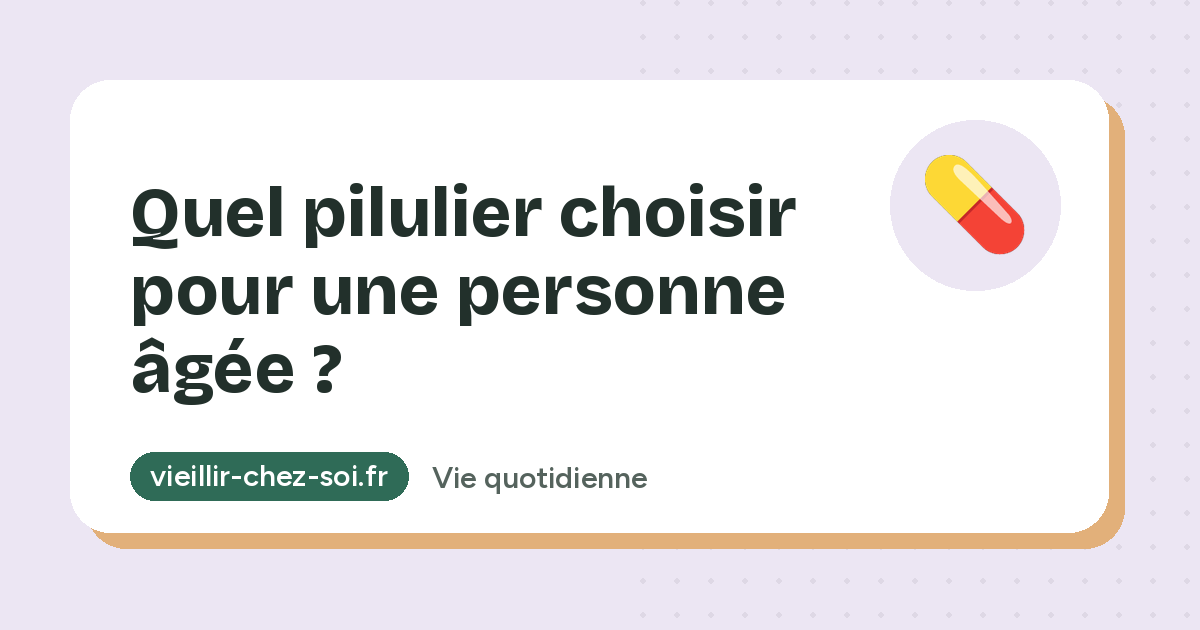 Quel pilulier choisir
pour une personne
âgée ?
vieillir-chez-soi.fr
Vie quotidienne